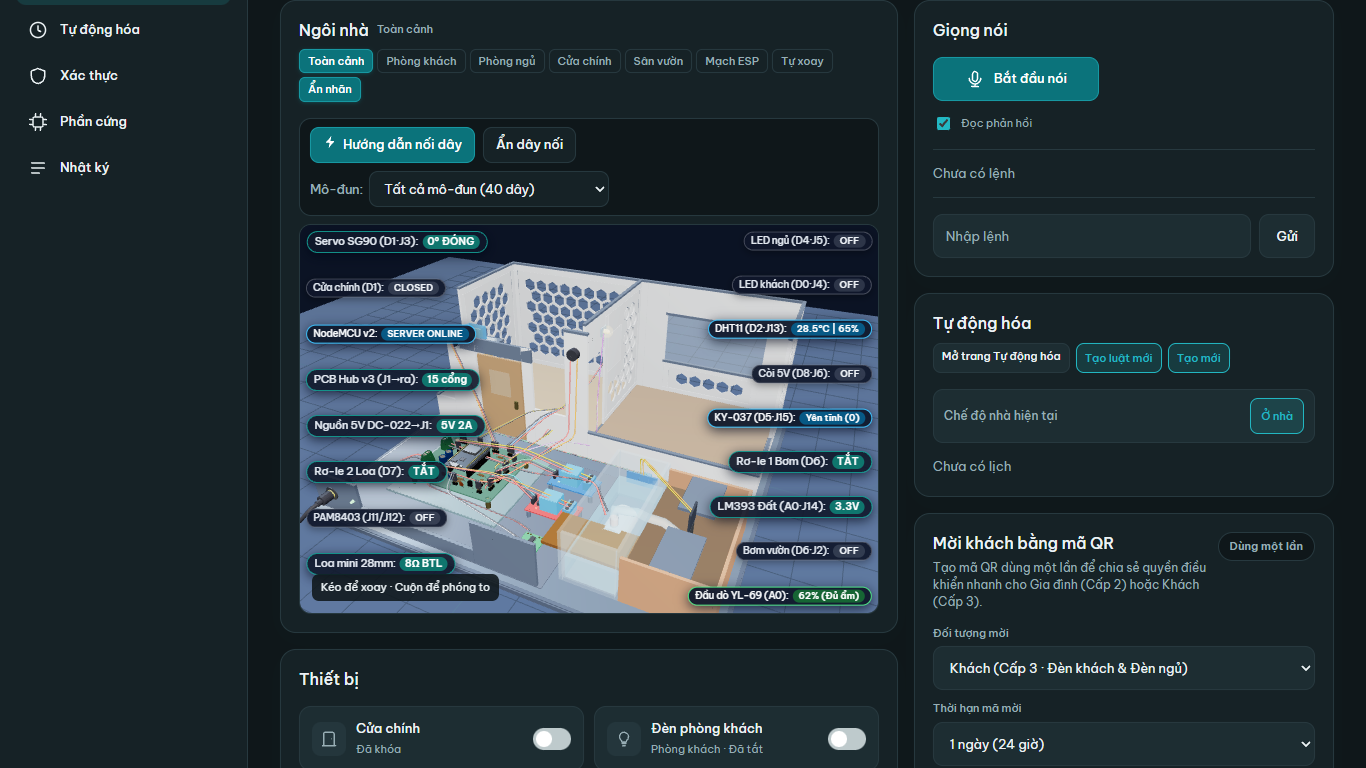 Tự động hóa
Xác thực
Phần cứng
Nhật ký
Ngôi nhà Toàn cảnh
Toàn cảnh Phòng khách Phòng ngủ Cửa chính Sân vườn Mạch ESP Tự xoay
Ẩn nhãn
Hướng dẫn nối dây Ẩn dây nối
Mô-đun: Tất cả mô-đun (40 dây)
Servo SG90 (D1·J3): 0° ĐÓNG
Cửa chính (D1): CLOSED
NodeMCU v2: SERVER ONLINE
PCB Hub v3 (J1→ra): 15 cổng
Nguồn 5V DC-022→J1: 5V 2A
Rơ-le 2 Loa (D7): TẮT
PAM8403 (J11/J12): OFF
Loa mini 28mm: 8Ω BTL
Kéo để xoay · Cuộn để phóng to
LED ngủ (D4·J5): OFF
LED khách (D0·J4): OFF
DHT11 (D2·J13): 28.5°C | 65%
Còi 5V (D8·J6): OFF
KY-037 (D5·J15): Yên tĩnh (0)
Rơ-le 1 Bơm (D6): TẮT
LM393 Đất (A0·J14): 3.3V
Bơm vườn (D6·J2): OFF
Đầu dò YL-69 (A0): 62% (Đủ ẩm)
Thiết bị
Cửa chính
Đã khóa
Đèn phòng khách
Phòng khách · Đã tắt
Giọng nói
Bắt đầu nói
Đọc phản hồi
Chưa có lệnh
Nhập lệnh Gửi
Tự động hóa
Mở trang Tự động hóa Tạo luật mới Tạo mới
Chế độ nhà hiện tại Ở nhà
Chưa có lịch
Mời khách bằng mã QR Dùng một lần
Tạo mã QR dùng một lần để chia sẻ quyền điều
khiển nhanh cho Gia đình (Cấp 2) hoặc Khách
(Cấp 3).
Đối tượng mời
Khách (Cấp 3 · Đèn khách & Đèn ngủ)
Thời hạn mã mời
1 ngày (24 giờ)